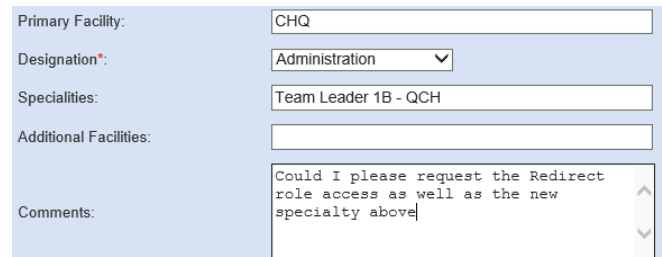 Primary Facility: CHQ
Designation*: Administration
Specialities: Team Leader 1B - QCH
Additional Facilities:
Could I please request the Redirect
role access as well as the new
Comments: specialty above